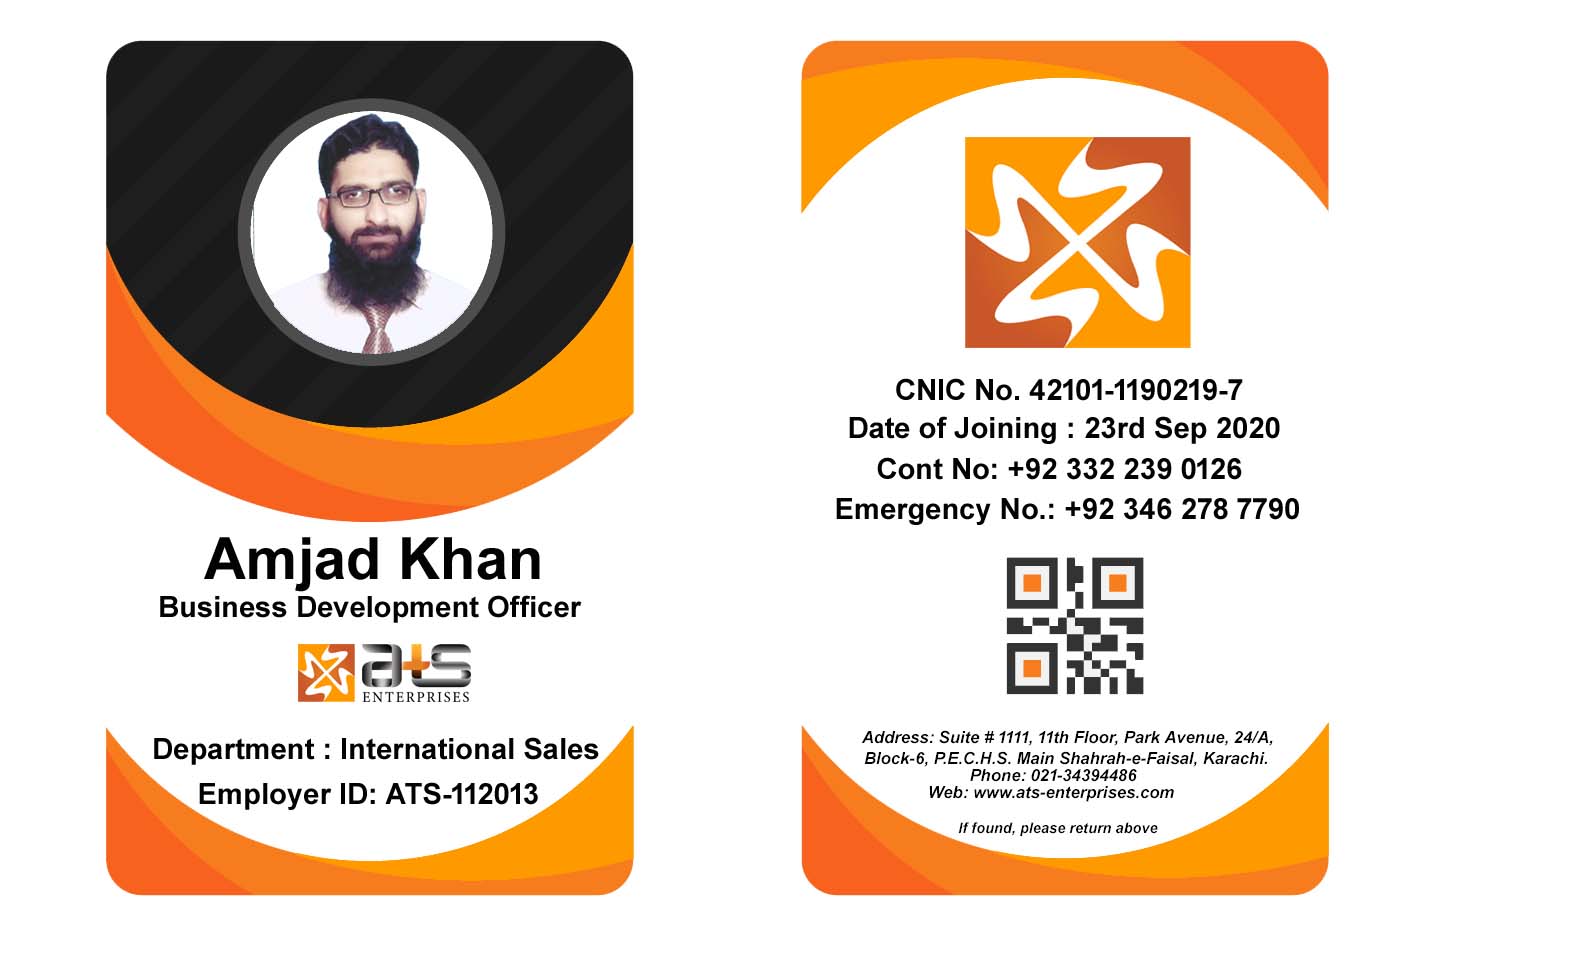 Amjad Khan
Business Development Officer
ats
ENTERPRISES
Department : International Sales
Employer ID: ATS-112013
CNIC No. 42101-1190219-7
Date of Joining : 23rd Sep 2020
Cont No: +92 332 239 0126
Emergency No.: +92 346 278 7790
Address: Suite # 1111, 11th Floor, Park Avenue, 24/A,
Block-6, P.E.C.H.S. Main Shahrah-e-Faisal, Karachi.
Phone: 021-34394486
Web: www.ats-enterprises.com
If found, please return above